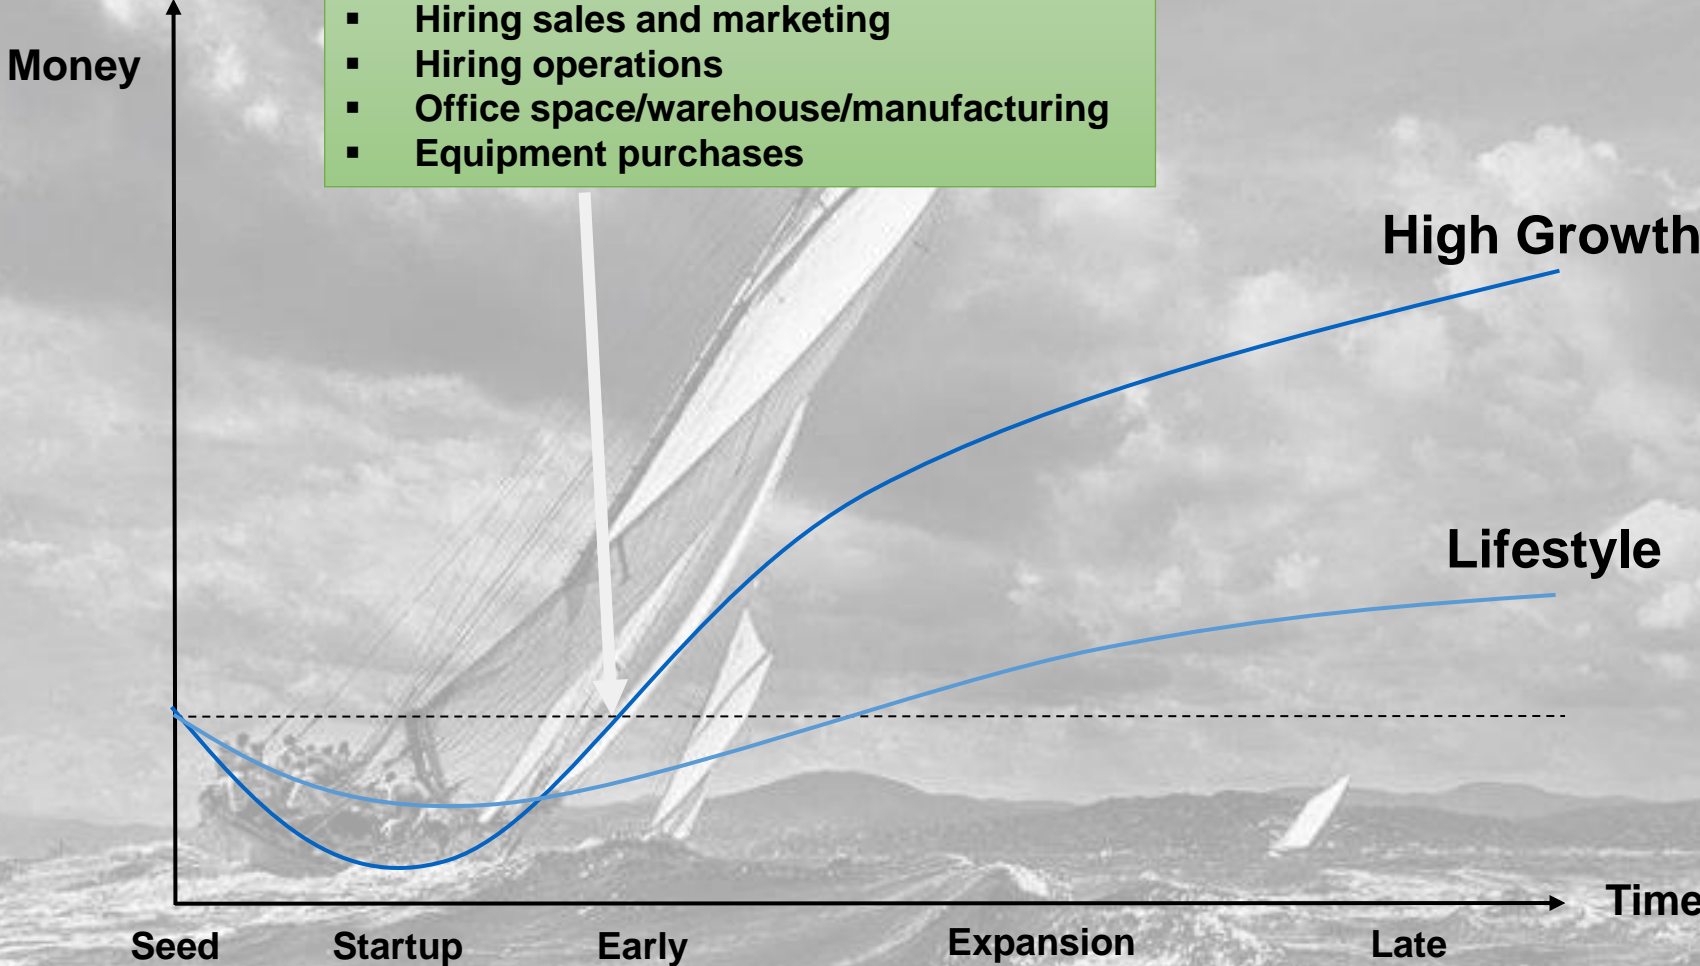 ▪ Hiring sales and marketing
Money
▪ Hiring operations
▪ Office space/warehouse/manufacturing
▪ Equipment purchases
High Growth
Lifestyle
Time
Seed Startup Early Expansion Late